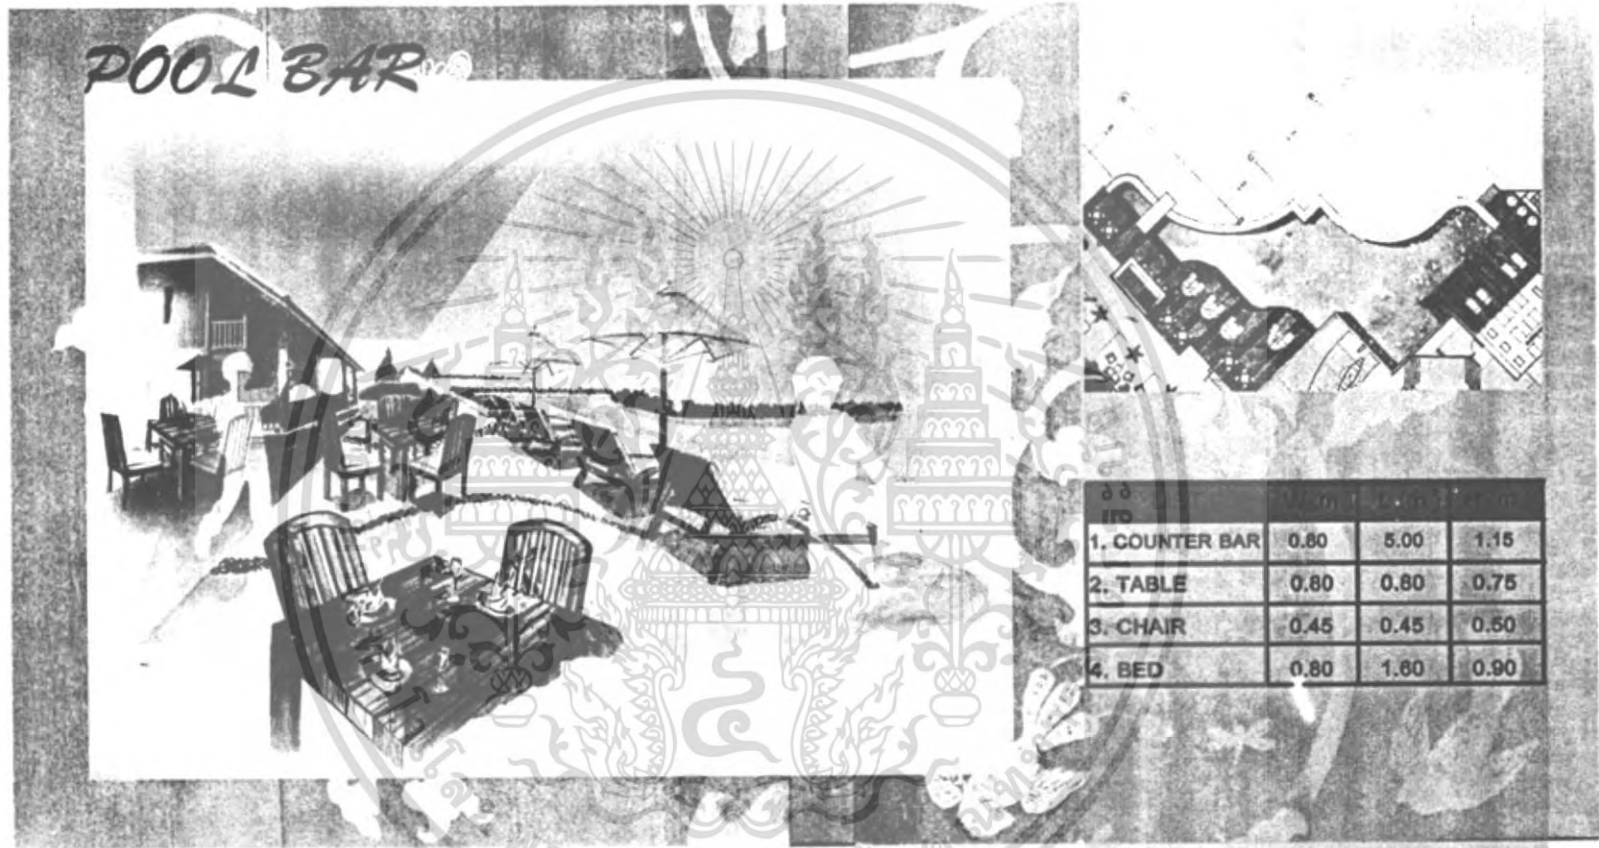 POOL BAR
W.(m.) L.(m.)
1. COUNTER BAR 0.60 5.00 1.15
2. TABLE 0.80 0.80 0.75
3. CHAIR 0.45 0.45 0.50
4. BED 0.80 1.60 0.90